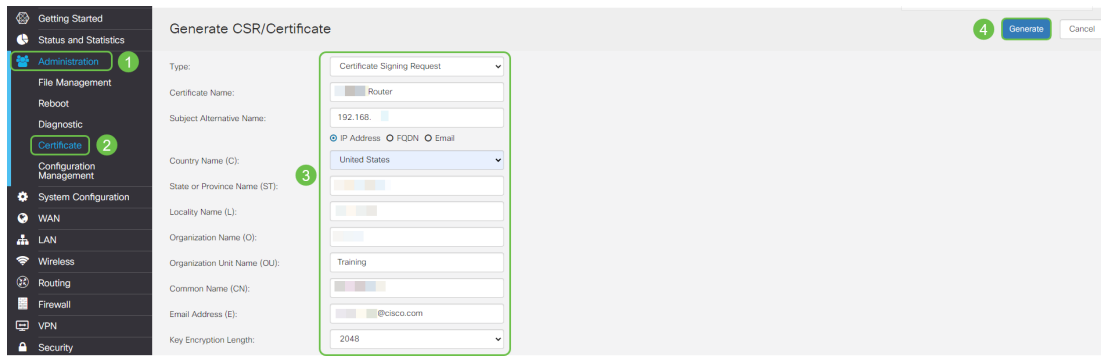 Getting Started
Status and Statistics
Administration
1
File Management
Reboot
Diagnostic
Certificate
2
Configuration
Management
System Configuration
WAN
LAN
Wireless
Routing
Firewall
VPN
Security
Generate CSR/Certificate
4
Generate
Cancel
3
Type:
Certificate Signing Request
Certificate Name:
Router
Subject Alternative Name:
192.168.
IP Address FQDN Email
Country Name (C):
United States
State or Province Name (ST):
Locality Name (L):
Organization Name (O):
Organization Unit Name (OU):
Training
Common Name (CN):
Email Address (E):
@cisco.com
Key Encryption Length:
2048